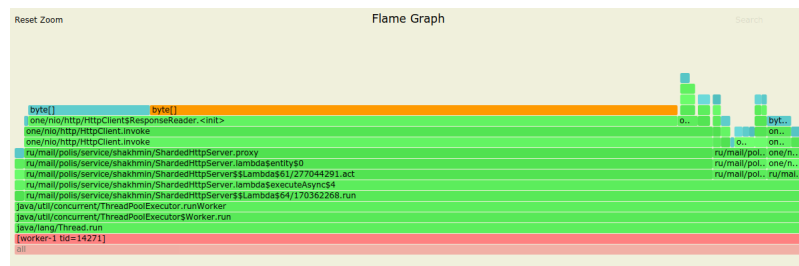 Reset Zoom Flame Graph Search
byte[] byte[]
one/nio/http/HttpClient$ResponseReader.<init> o.. byt..
one/nio/http/HttpClient.invoke on..
one/nio/http/HttpClient.invoke o.. on..
ru/mail/polis/service/shakhmin/ShardedHttpServer.proxy ru/mail/pol.. one/n..
ru/mail/polis/service/shakhmin/ShardedHttpServer.lambda$entity$0 ru/mail/pol.. one/n..
ru/mail/polis/service/shakhmin/ShardedHttpServer$$Lambda$61/277044291.act ru/mail/pol.. ru/mai.
ru/mail/polis/service/shakhmin/ShardedHttpServer.lambda$executeAsync$4
ru/mail/polis/service/shakhmin/ShardedHttpServer$$Lambda$64/170362268.run
java/util/concurrent/ThreadPoolExecutor.runWorker
java/util/concurrent/ThreadPoolExecutor$Worker.run
java/lang/Thread.run
[worker-1 tid=14271]
all